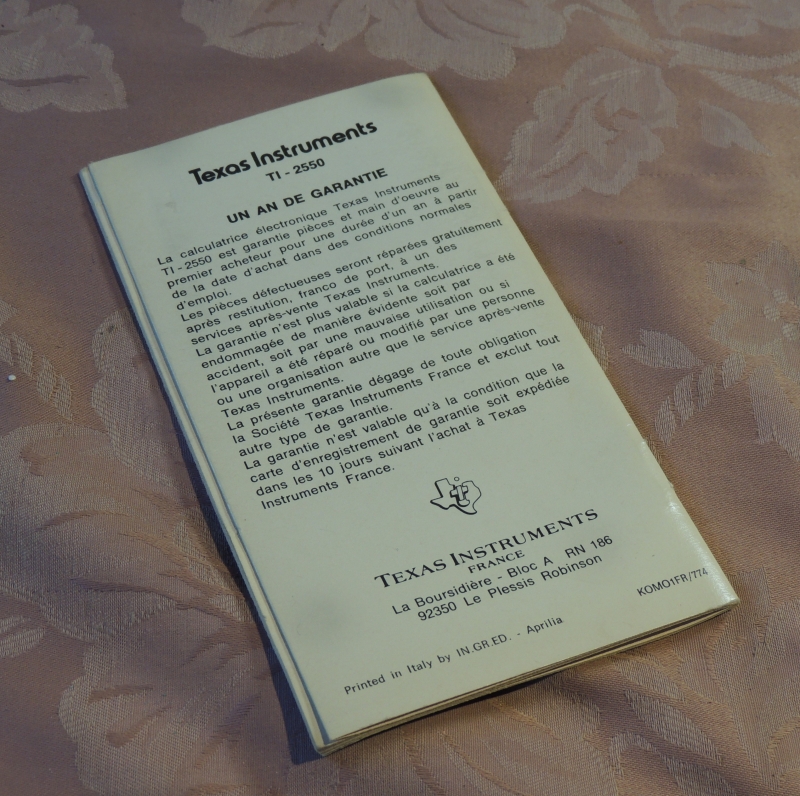 Texas Instruments
TI - 2550
UN AN DE GARANTIE
La calculatrice électronique Texas Instruments
TI - 2550 est garantie pièces et main d'oeuvre au
premier acheteur pour une durée d'un an à partir
de la date d'achat dans des conditions normales
d'emploi.
Les pièces défectueuses seront réparées gratuitement
après restitution, franco de port, à un des
services après-vente Texas Instruments.
La garantie n'est plus valable si la calculatrice a été
endommagée de manière évidente soit par
accident, soit par une mauvaise utilisation ou si
l'appareil a été réparé ou modifié par une personne
ou une organisation autre que le service après-vente
Texas Instruments.
La présente garantie dégage de toute obligation
la Société Texas Instruments France et exclut tout
autre type de garantie.
La garantie n'est valable qu'à la condition que la
carte d'enregistrement de garantie soit expédiée
dans les 10 jours suivant l'achat à Texas
Instruments France.
TEXAS INSTRUMENTS
FRANCE
La Boursidière - Bloc A RN 186
92350 Le Plessis Robinson
KOMO1FR/774
Printed in Italy by IN.GR.ED. - Aprilia